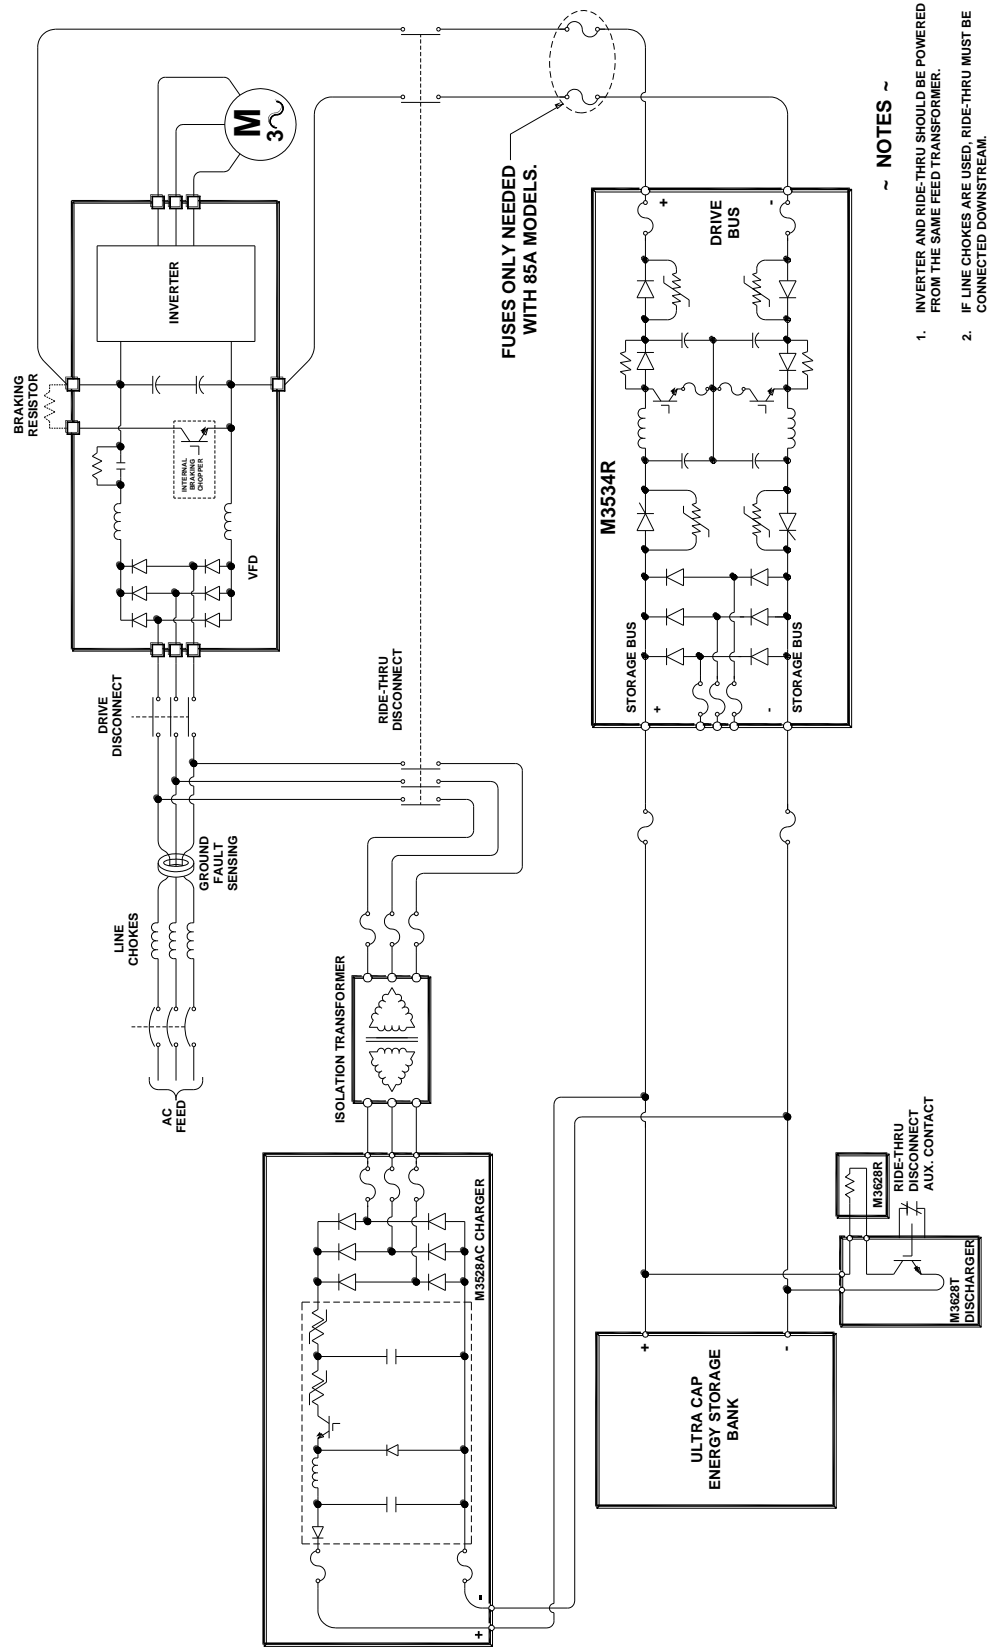 AC
FEED
LINE
CHOKES
GROUND
FAULT
SENSING
DRIVE
DISCONNECT
VFD
INTERNAL
BRAKING
CHOPPER
BRAKING
RESISTOR
INVERTER
M
3
RIDE-THRU
DISCONNECT
ISOLATION TRANSFORMER
M3528AC CHARGER
+
-
FUSES ONLY NEEDED
WITH 85A MODELS.
M3534R
STORAGE BUS
+
-
STORAGE BUS
DRIVE
BUS
+
-
ULTRA CAP
ENERGY STORAGE
BANK
+
-
M3628T
DISCHARGER
M3628R
RIDE-THRU
DISCONNECT
AUX. CONTACT
~ NOTES ~
1. INVERTER AND RIDE-THRU SHOULD BE POWERED
FROM THE SAME FEED TRANSFORMER.
2. IF LINE CHOKES ARE USED, RIDE-THRU MUST BE
CONNECTED DOWNSTREAM.